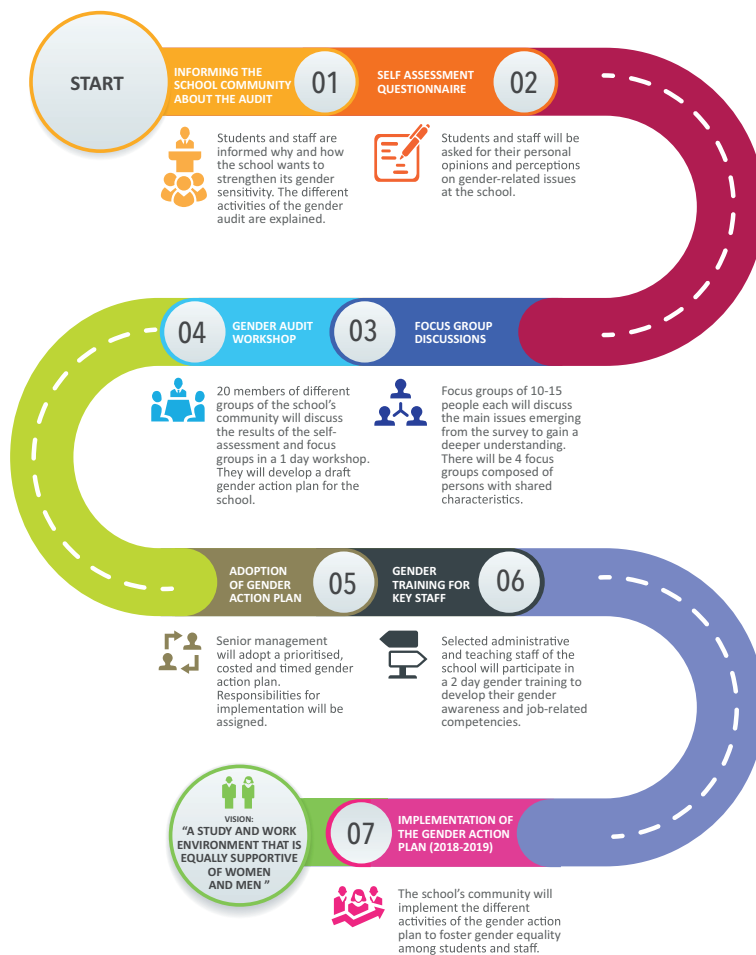 START
INFORMING THE
SCHOOL COMMUNITY
ABOUT THE AUDIT
01
Students and staff are
informed why and how
the school wants to
strengthen its gender
sensitivity. The different
activities of the gender
audit are explained.
SELF ASSESSMENT
QUESTIONNAIRE
02
Students and staff will be
asked for their personal
opinions and perceptions
on gender-related issues
at the school.
03
FOCUS GROUP
DISCUSSIONS
Focus groups of 10-15
people each will discuss
the main issues emerging
from the survey to gain a
deeper understanding.
There will be 4 focus
groups composed of
persons with shared
characteristics.
04
GENDER AUDIT
WORKSHOP
20 members of different
groups of the school's
community will discuss
the results of the self-
assessment and focus
groups in a 1 day workshop.
They will develop a draft
gender action plan for the
school.
ADOPTION
OF GENDER
ACTION PLAN
05
Senior management
will adopt a prioritised,
costed and timed gender
action plan.
Responsibilities for
implementation will be
assigned.
GENDER
TRAINING FOR
KEY STAFF
06
Selected administrative
and teaching staff of the
school will participate in
a 2 day gender training to
develop their gender
awareness and job-related
competencies.
07
IMPLEMENTATION OF
THE GENDER ACTION
PLAN (2018-2019)
The school's community will
implement the different
activities of the gender action
plan to foster gender equality
among students and staff.
VISION:
"A STUDY AND WORK
ENVIRONMENT THAT IS
EQUALLY SUPPORTIVE
OF WOMEN
AND MEN "